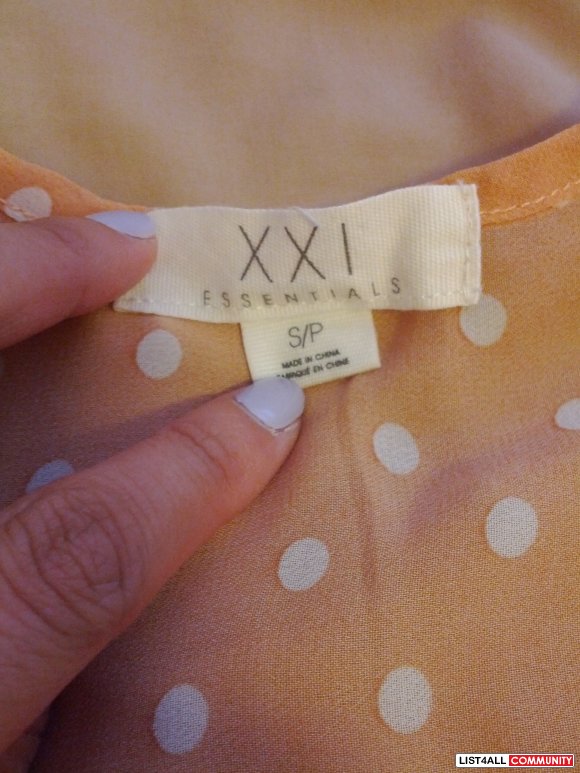 XXI
ESSENTIALS
S/P
MADE IN CHINA
FABRIQUÉ EN CHINE
LIST4ALL COMMUNITY